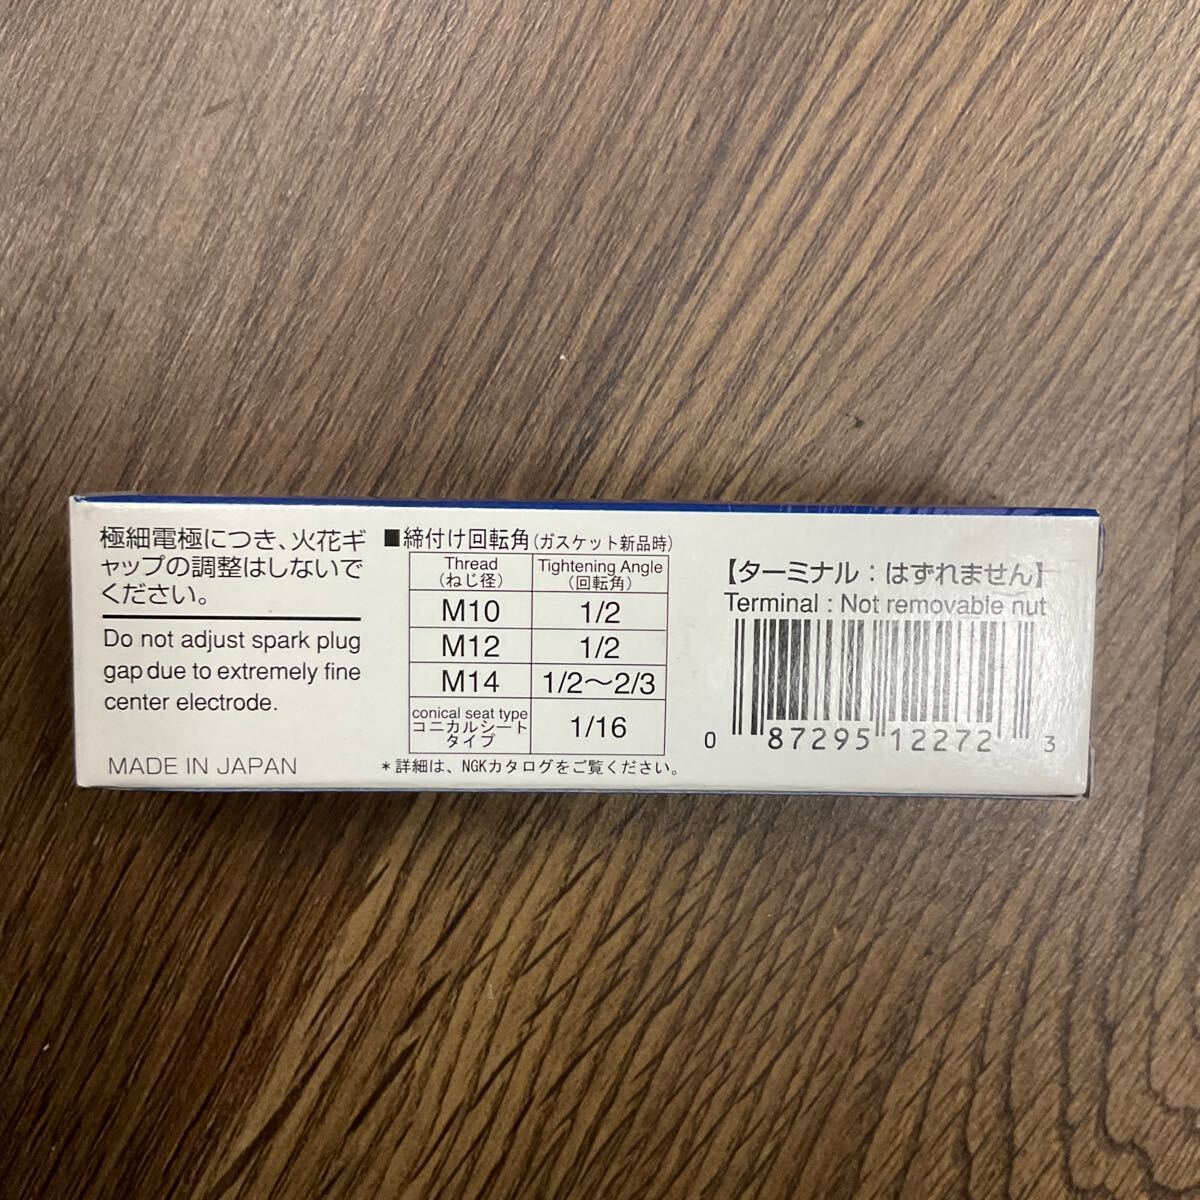 極細電極につき、火花ギ
ャップの調整はしないで
ください。
Do not adjust spark plug
gap due to extremely fine
center electrode.
MADE IN JAPAN
■締付け回転角(ガスケット新品時)
Thread Tightening Angle
(ねじ径) (回転角)
M10 1/2
M12 1/2
M14 1/2～2/3
conical seat type
コニカルシート
タイプ 1/16
*詳細は、NGKカタログをご覧ください。
【ターミナル：はずれません】
Terminal : Not removable nut
0 87295 12272 3